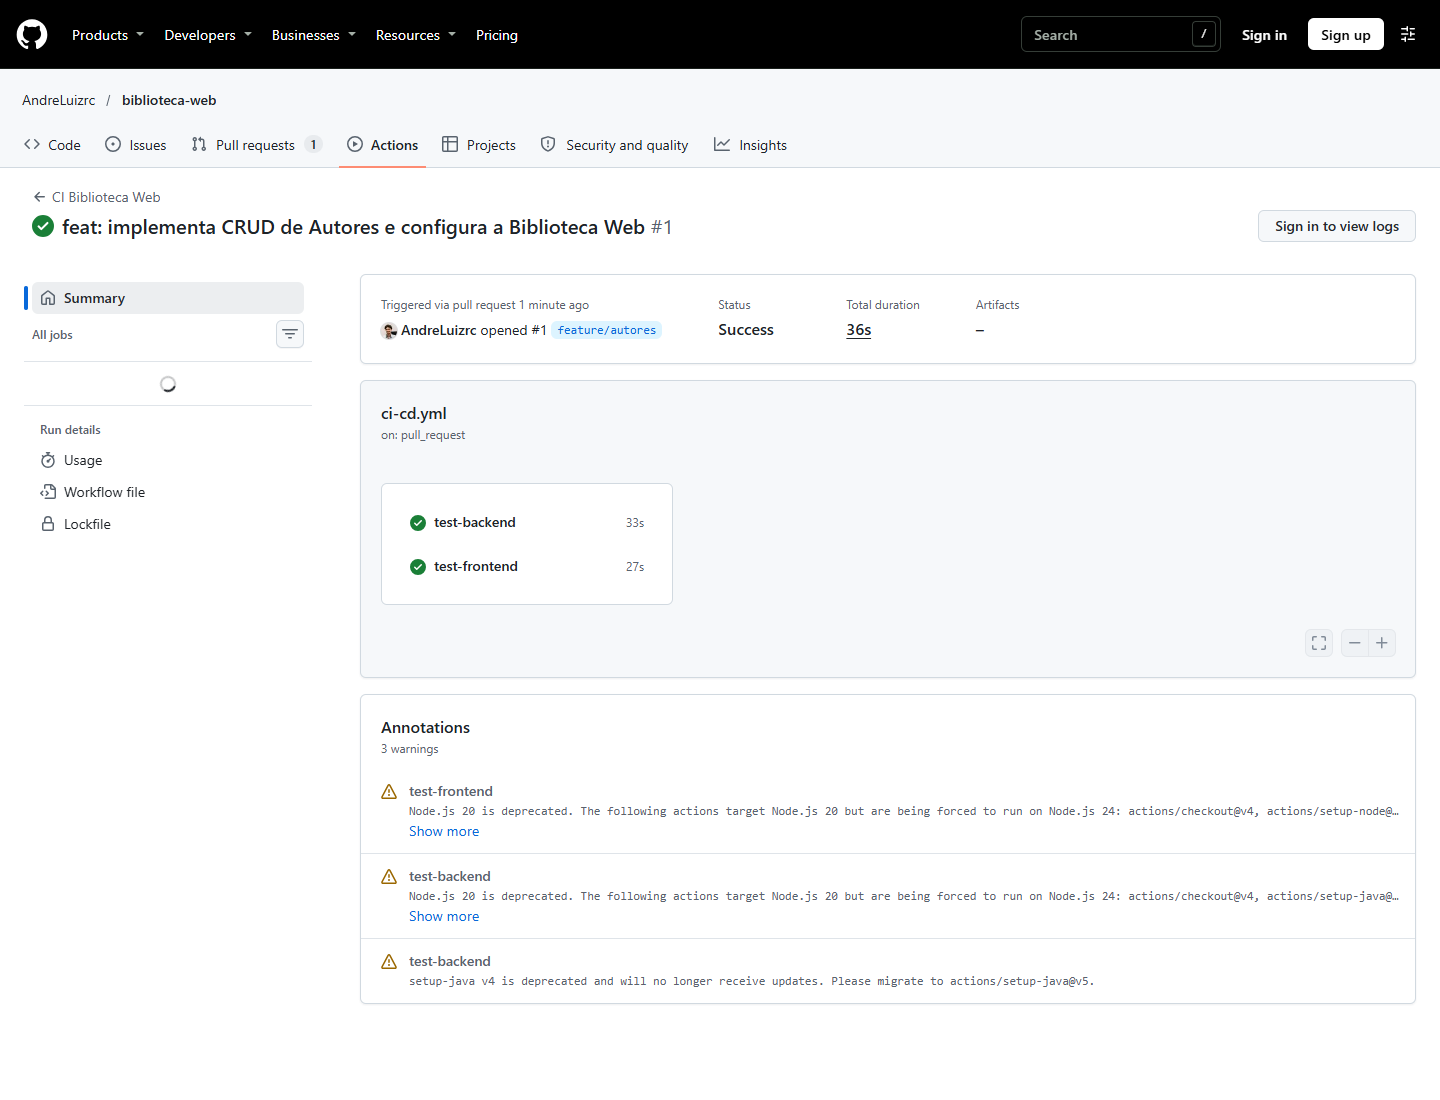 Products Developers Businesses Resources Pricing Search / Sign in Sign up
AndreLuizrc / biblioteca-web
Code Issues Pull requests 1 Actions Projects Security and quality Insights
CI Biblioteca Web
feat: implementa CRUD de Autores e configura a Biblioteca Web #1
Sign in to view logs
Summary
All jobs
Run details
Usage
Workflow file
Lockfile
Triggered via pull request 1 minute ago
AndreLuizrc opened #1 feature/autores
Status
Success
Total duration
36s
Artifacts
–
ci-cd.yml
on: pull_request
test-backend 33s
test-frontend 27s
Annotations
3 warnings
test-frontend
Node.js 20 is deprecated. The following actions target Node.js 20 but are being forced to run on Node.js 24: actions/checkout@v4, actions/setup-node@…
Show more
test-backend
Node.js 20 is deprecated. The following actions target Node.js 20 but are being forced to run on Node.js 24: actions/checkout@v4, actions/setup-java@…
Show more
test-backend
setup-java v4 is deprecated and will no longer receive updates. Please migrate to actions/setup-java@v5.